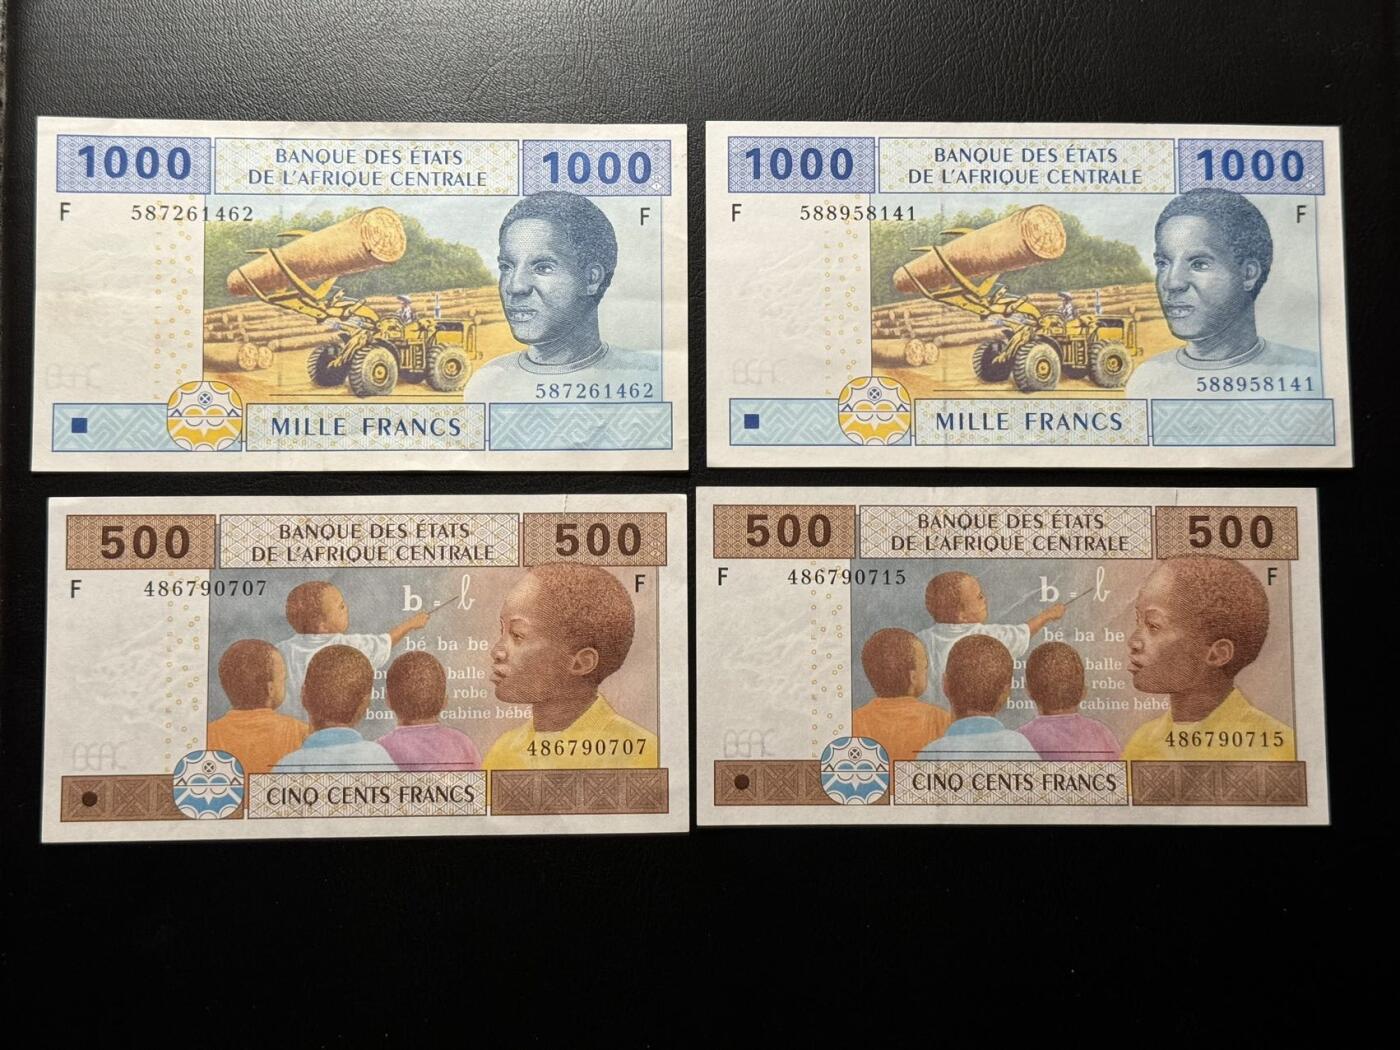 1000
BANQUE DES ÉTATS
DE L'AFRIQUE CENTRALE
1000
F
587261462
F
587261462
MILLE FRANCS
1000
BANQUE DES ÉTATS
DE L'AFRIQUE CENTRALE
1000
F
588958141
F
588958141
MILLE FRANCS
500
BANQUE DES ÉTATS
DE L'AFRIQUE CENTRALE
500
F
486790707
F
b = b
bé ba be
balle
robe
bon cabine bébé
486790707
CINQ CENTS FRANCS
500
BANQUE DES ÉTATS
DE L'AFRIQUE CENTRALE
500
F
486790715
F
b = b
bé ba be
balle
robe
bon cabine bébé
486790715
CINQ CENTS FRANCS